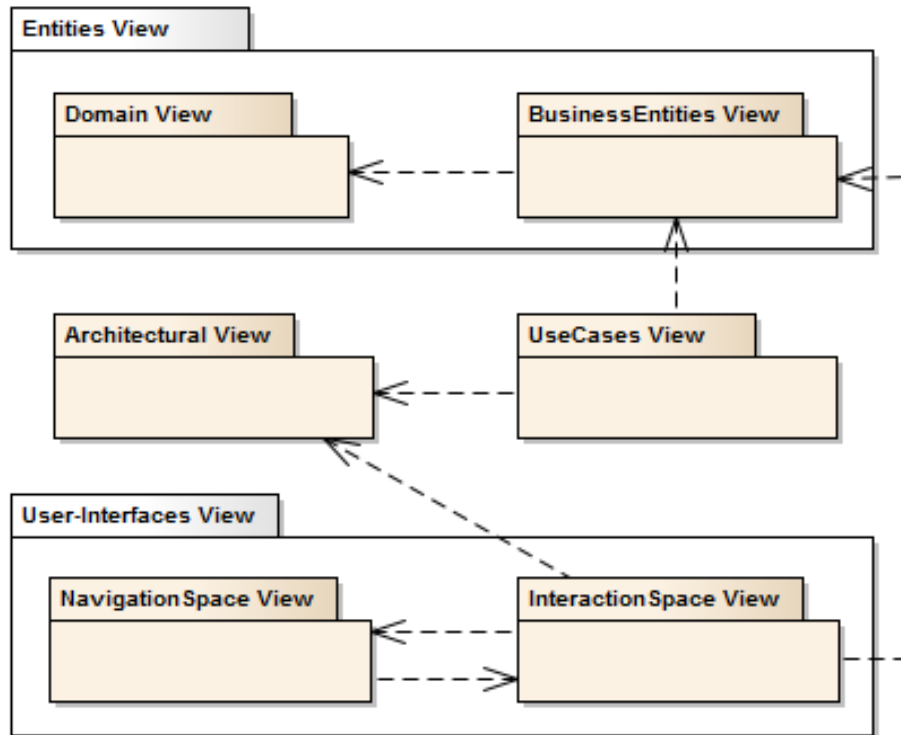 Entities View
Domain View
BusinessEntities View
Architectural View
UseCases View
User-Interfaces View
NavigationSpace View
InteractionSpace View